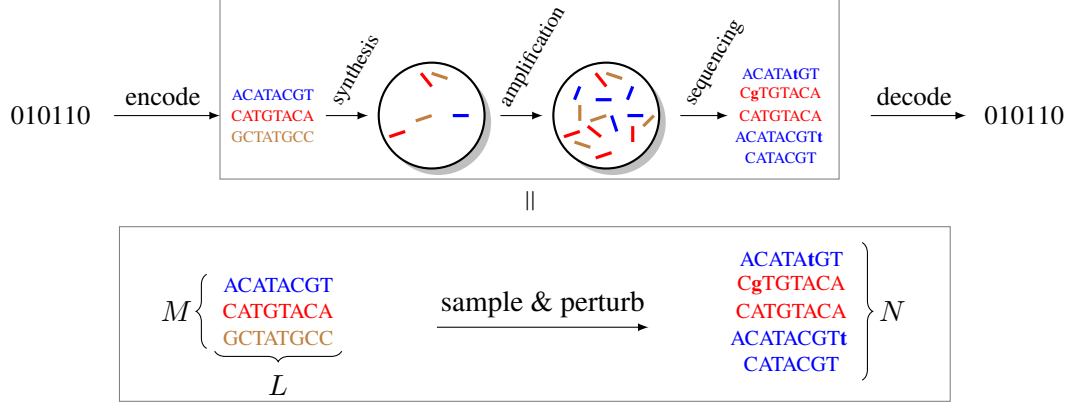 synthesis
amplification
sequencing
010110
encode
ACATACGT
CATGTACA
GCTATGCC
ACATAtGT
CgTGTACA
CATGTACA
ACATACGTt
CATACGT
decode
010110
=
M
ACATACGT
CATGTACA
GCTATGCC
L
sample & perturb
ACATAtGT
CgTGTACA
CATGTACA
ACATACGTt
CATACGT
N